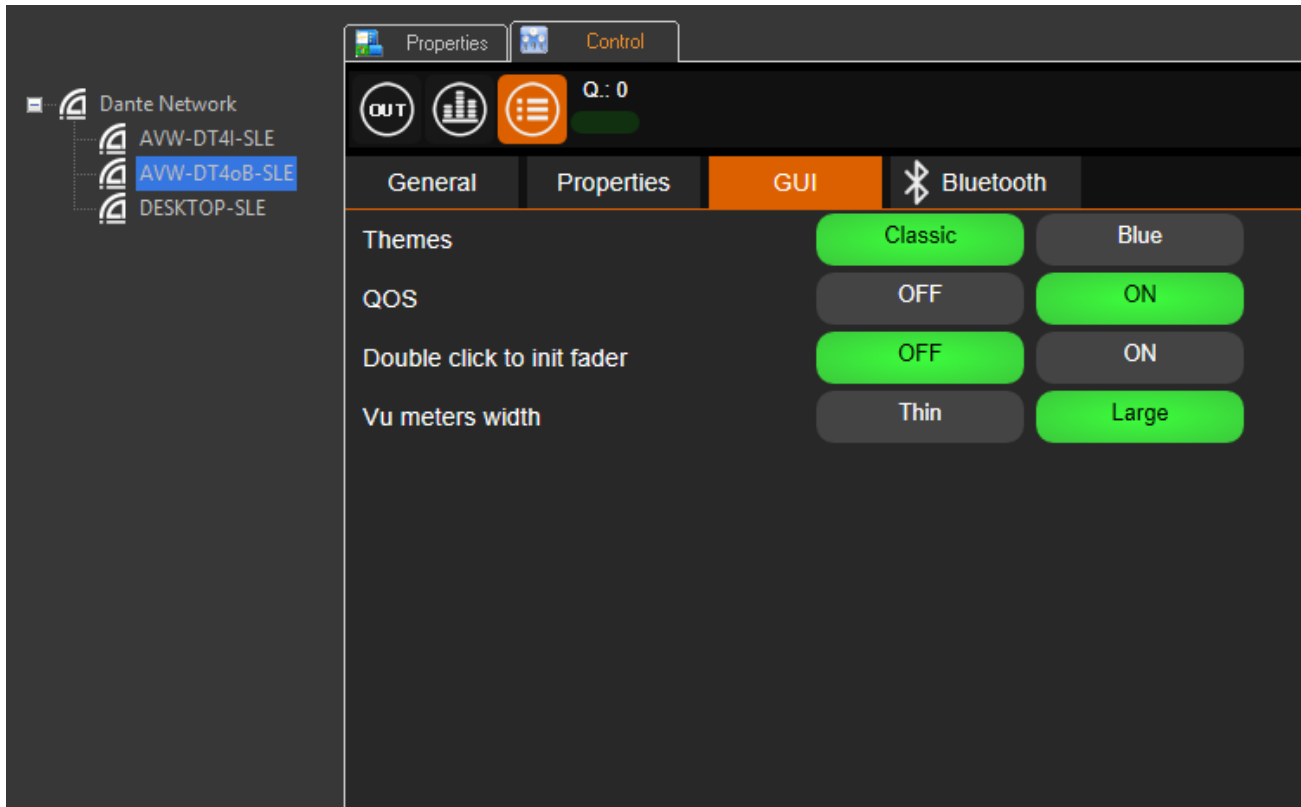 Properties
Control
Dante Network
AVW-DT4I-SLE
AVW-DT4oB-SLE
DESKTOP-SLE
OUT
Q.: 0
General
Properties
GUI
Bluetooth
Themes
Classic
Blue
QOS
OFF
ON
Double click to init fader
OFF
ON
Vu meters width
Thin
Large